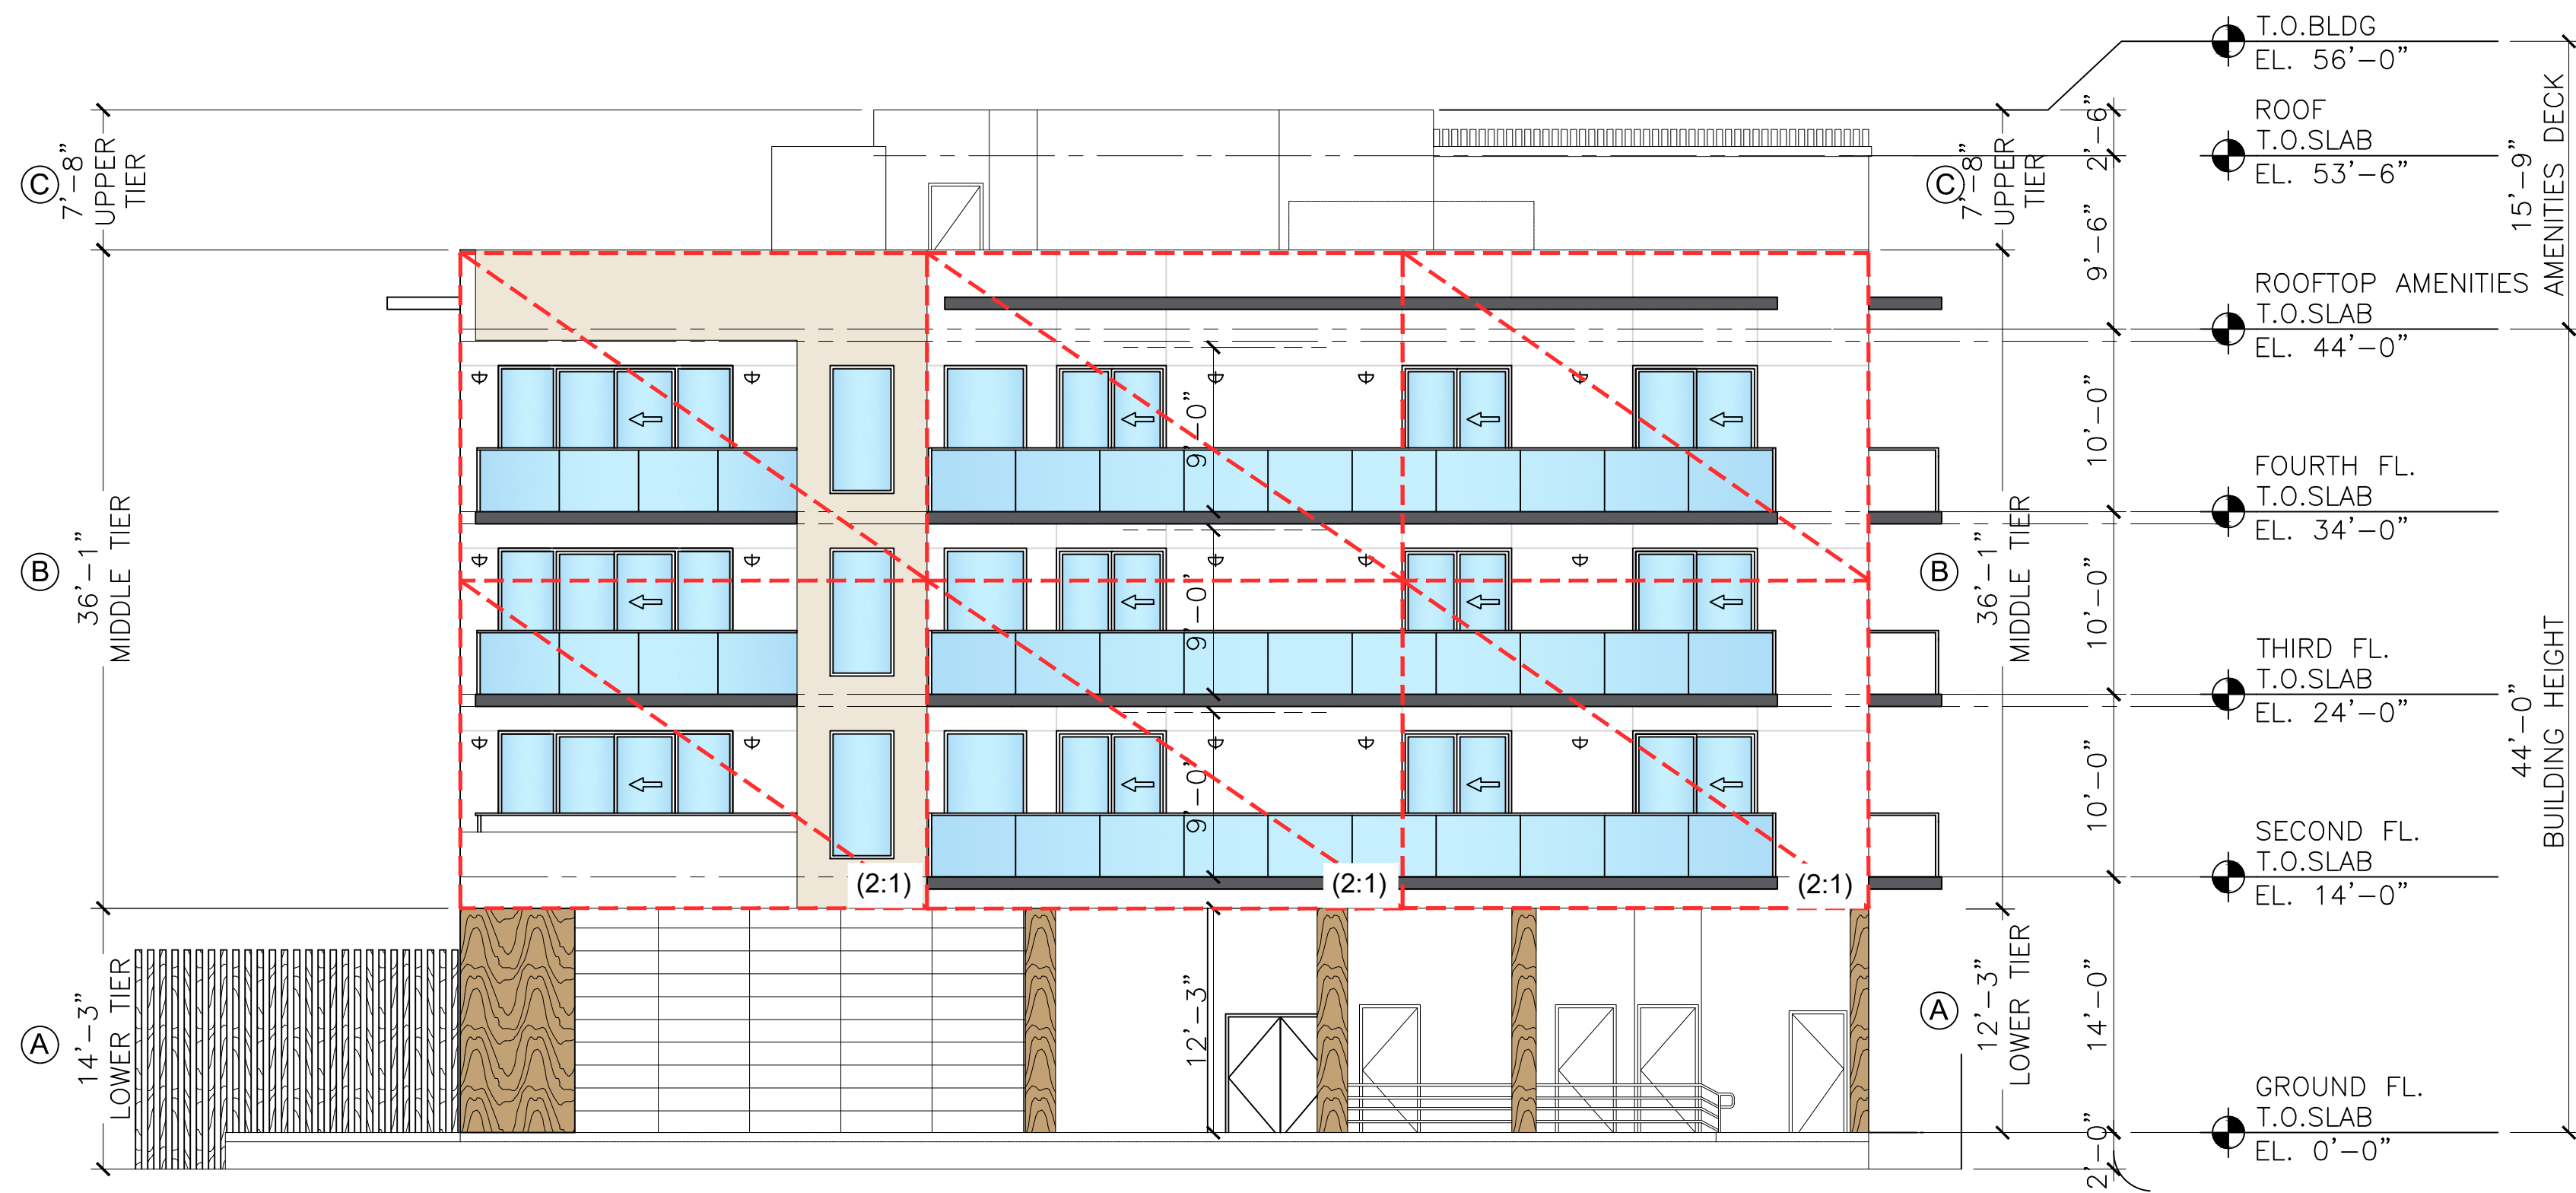 C
7'-8"
UPPER
TIER
B
36'-1"
MIDDLE TIER
A
14'-3"
LOWER TIER
9'-0"
9'-0"
9'-0"
12'-3"
(2:1)
(2:1)
(2:1)
C
7'-8"
UPPER
TIER
B
36'-1"
MIDDLE TIER
A
12'-3"
LOWER TIER
2'-6"
9'-6"
10'-0"
10'-0"
10'-0"
14'-0"
2'-0"
T.O.BLDG
EL. 56'-0"
ROOF
T.O.SLAB
EL. 53'-6"
ROOFTOP AMENITIES
T.O.SLAB
EL. 44'-0"
FOURTH FL.
T.O.SLAB
EL. 34'-0"
THIRD FL.
T.O.SLAB
EL. 24'-0"
SECOND FL.
T.O.SLAB
EL. 14'-0"
GROUND FL.
T.O.SLAB
EL. 0'-0"
15'-9"
AMENITIES DECK
44'-0"
BUILDING HEIGHT